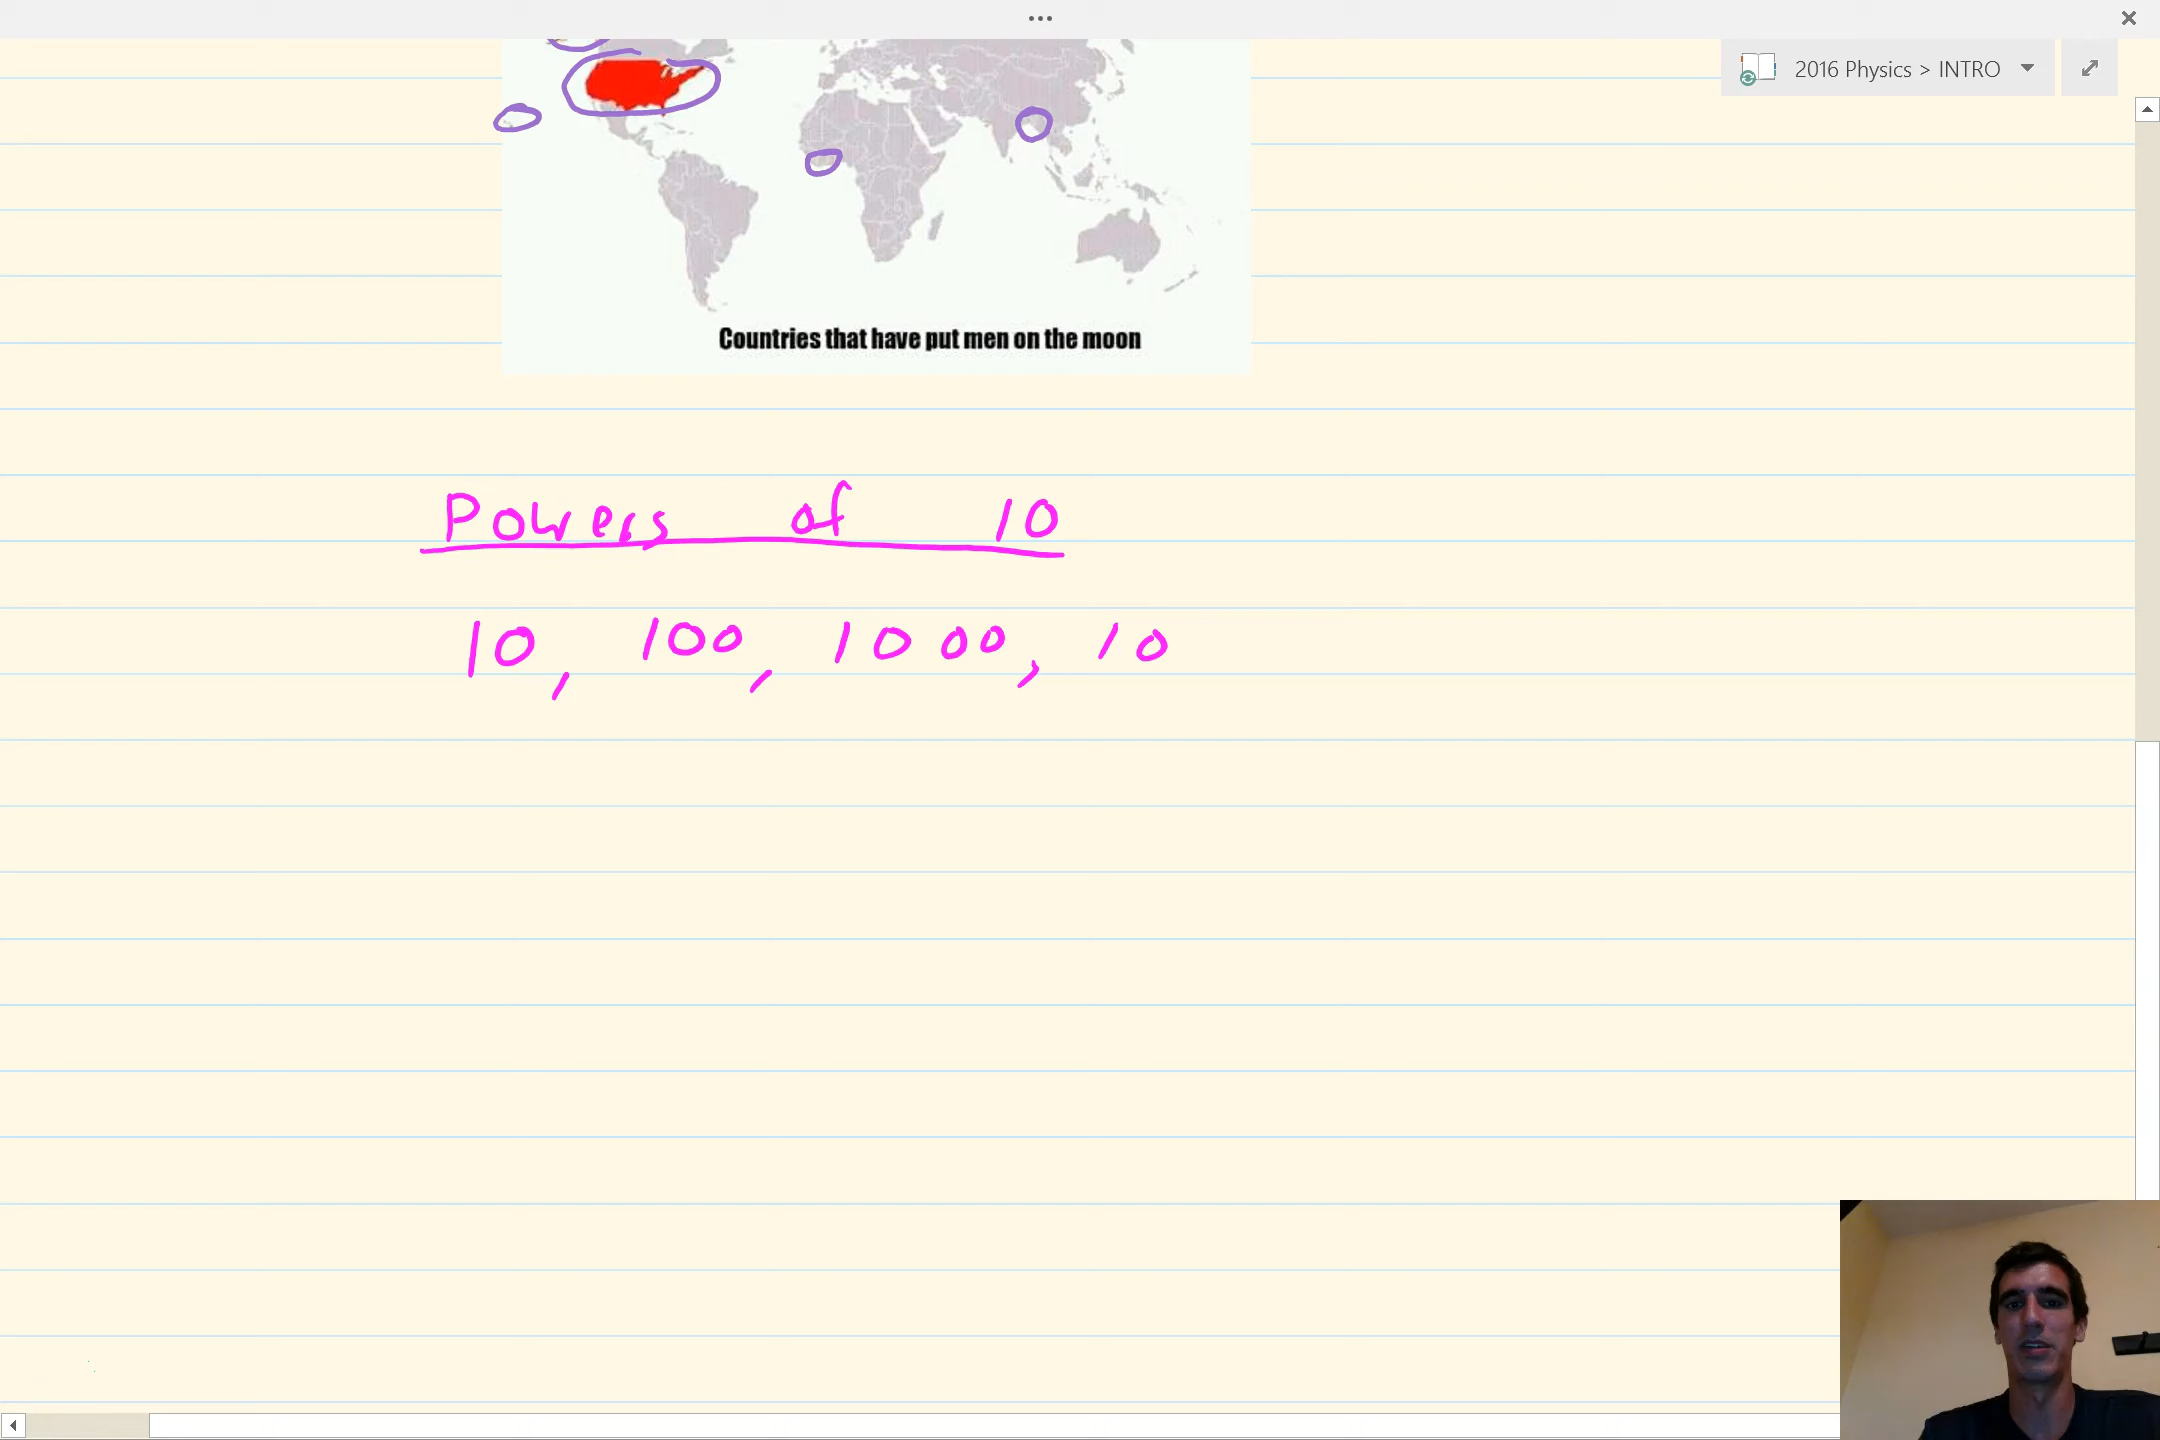 2016 Physics > INTRO
Countries that have put men on the moon
Powers of 10
10, 100, 1000, 10